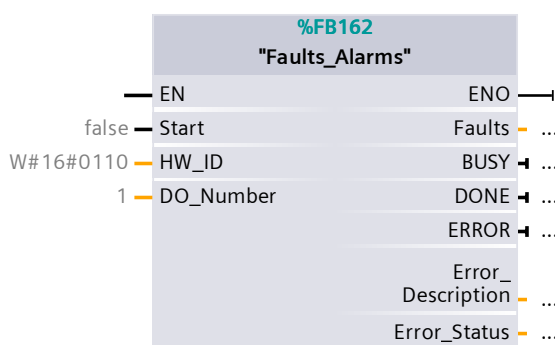 %FB162
"Faults_Alarms"
EN ENO
false Start Faults ...
W#16#0110 HW_ID BUSY ...
1 DO_Number DONE ...
ERROR ...
Error_
Description ...
Error_Status ...